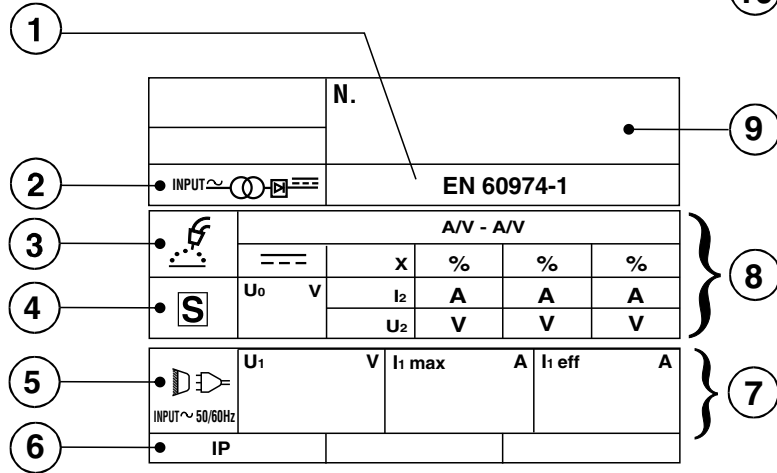 10
1
N.
9
2
INPUT
EN 60974-1
3
A/V - A/V
X % % %
8
4
S
U0 V
I2 A A A
U2 V V V
5
U1 V I1 max A I1 eff A
7
INPUT ~ 50/60Hz
6
IP